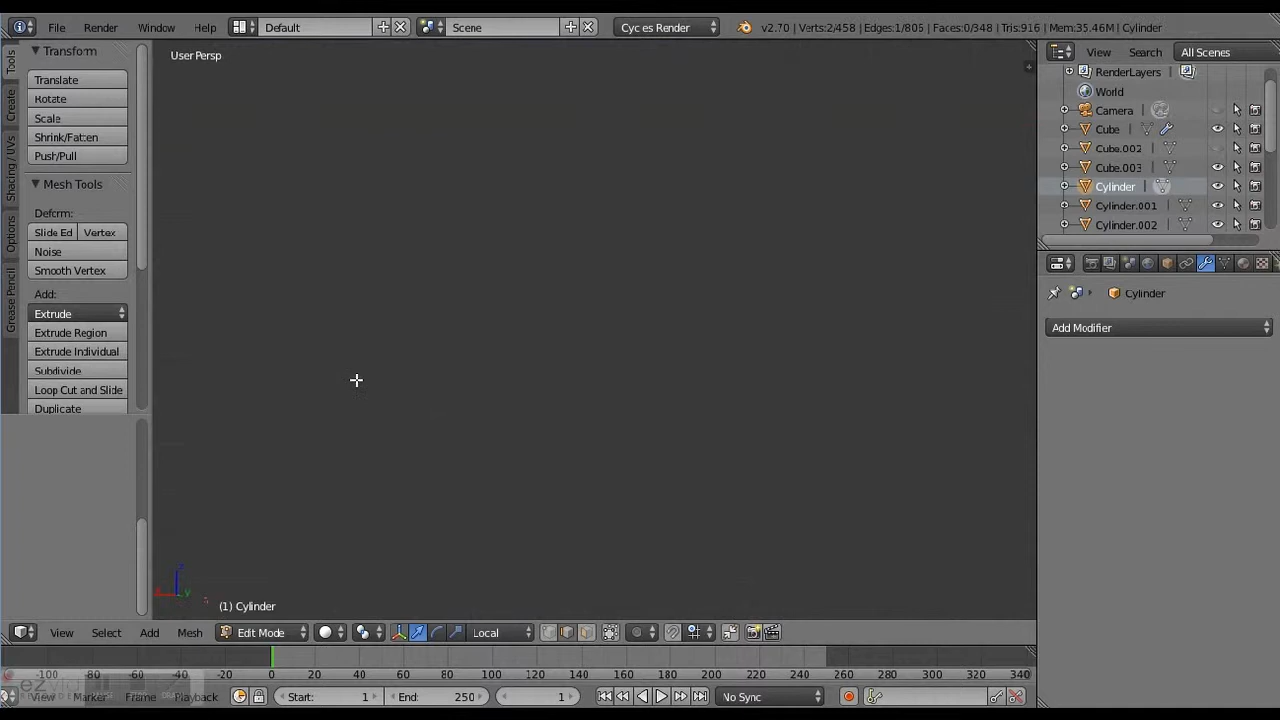 File Render Window Help Default Scene Cycles Render v2.70 | Verts:2/458 | Edges:1/805 | Faces:0/348 | Tris:916 | Mem:35.46M | Cylinder
Transform
Translate
Rotate
Scale
Shrink/Fatten
Push/Pull
Mesh Tools
Deform:
Slide Ed Vertex
Noise
Smooth Vertex
Add:
Extrude
Extrude Region
Extrude Individual
Subdivide
Loop Cut and Slide
Duplicate
Tools
Create
Shading / UVs
Options
Grease Pencil
User Persp
(1) Cylinder
View Search All Scenes
RenderLayers
World
Camera
Cube
Cube.002
Cube.003
Cylinder
Cylinder.001
Cylinder.002
Cylinder
Add Modifier
View Select Add Mesh Edit Mode Local
-100 -80 -60 -40 -20 0 20 40 60 80 100 120 140 160 180 200 220 240 260 280 300 320 340
View Marker Frame Playback Start: 1 End: 250 1 No Sync